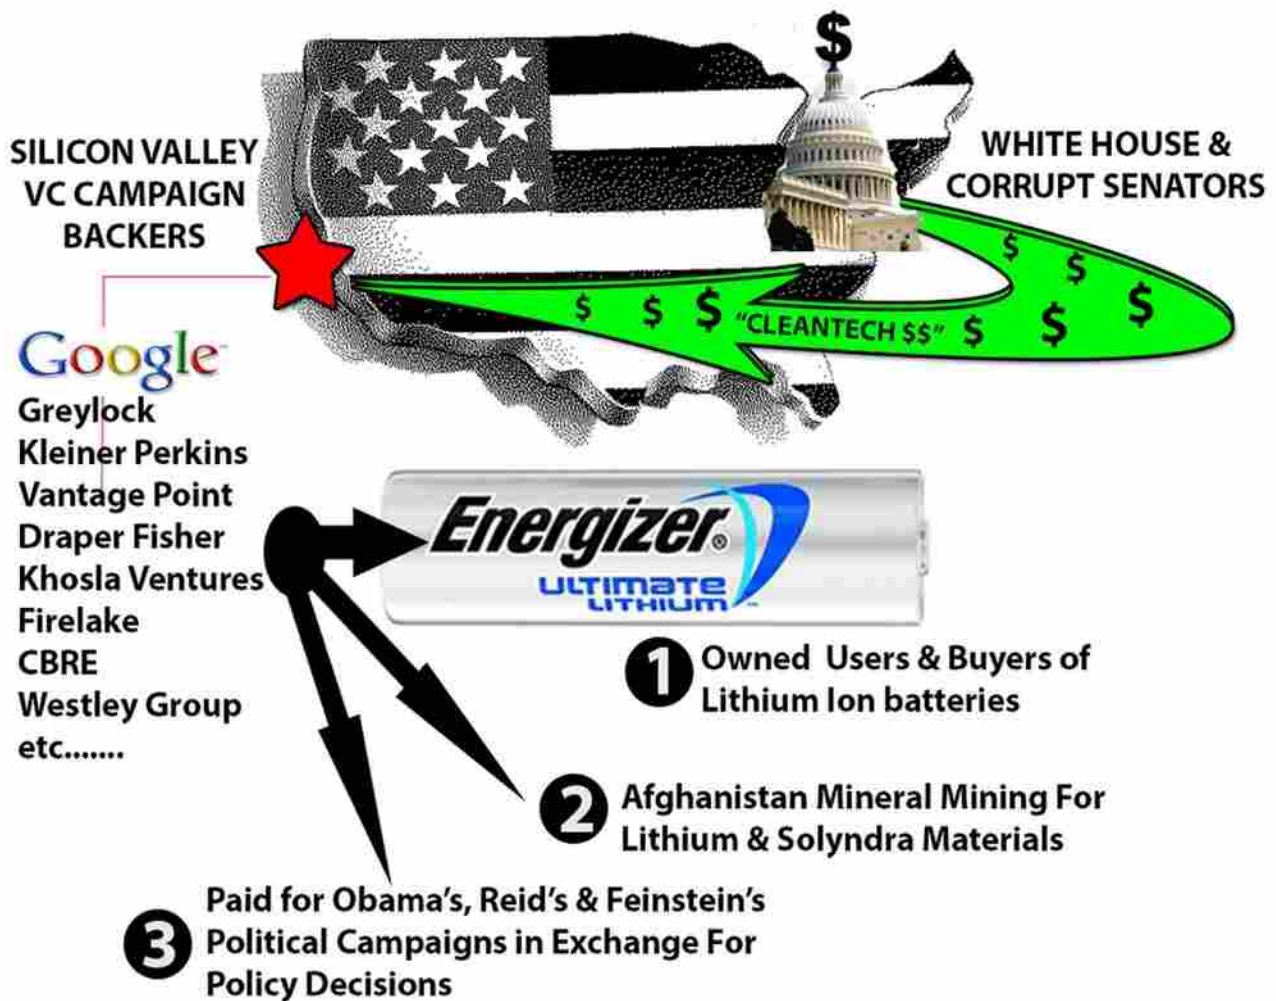 $
SILICON VALLEY
VC CAMPAIGN
BACKERS
WHITE HOUSE &
CORRUPT SENATORS
$ $ $ "CLEANTECH $$" $ $ $ $ $
Google
Greylock
Kleiner Perkins
Vantage Point
Draper Fisher
Khosla Ventures
Firelake
CBRE
Westley Group
etc.......
Energizer®
ULTIMATE
LITHIUM™
1 Owned Users & Buyers of
Lithium Ion batteries
2 Afghanistan Mineral Mining For
Lithium & Solyndra Materials
3 Paid for Obama's, Reid's & Feinstein's
Political Campaigns in Exchange For
Policy Decisions